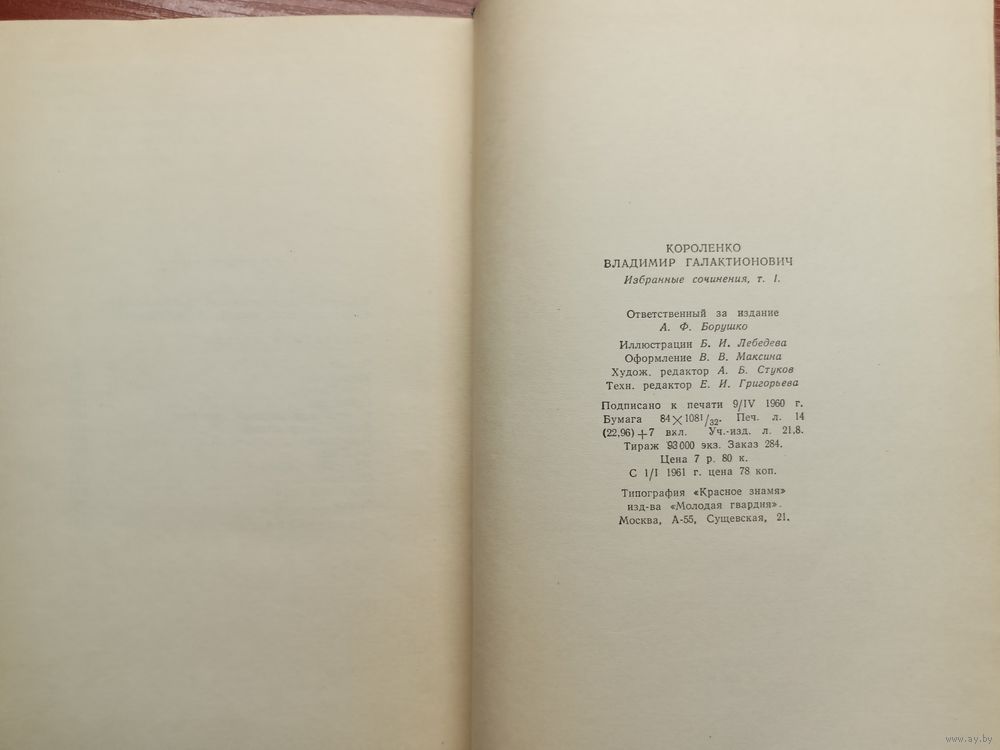 КОРОЛЕНКО
ВЛАДИМИР ГАЛАКТИОНОВИЧ
Избранные сочинения, т. I.
Ответственный за издание
А. Ф. Борушко
Иллюстрации Б. И. Лебедева
Оформление В. В. Максина
Худож. редактор А. Б. Стуков
Техн. редактор Е. И. Григорьева
Подписано к печати 9/IV 1960 г.
Бумага 84×108¹/₃₂. Печ. л. 14
(22,96)+7 вкл. Уч.-изд. л. 21,8.
Тираж 93 000 экз. Заказ 284.
Цена 7 р. 80 к.
С 1/I 1961 г. цена 78 коп.
Типография «Красное знамя»
изд-ва «Молодая гвардия».
Москва, А-55, Сущевская, 21.
www.ay.by